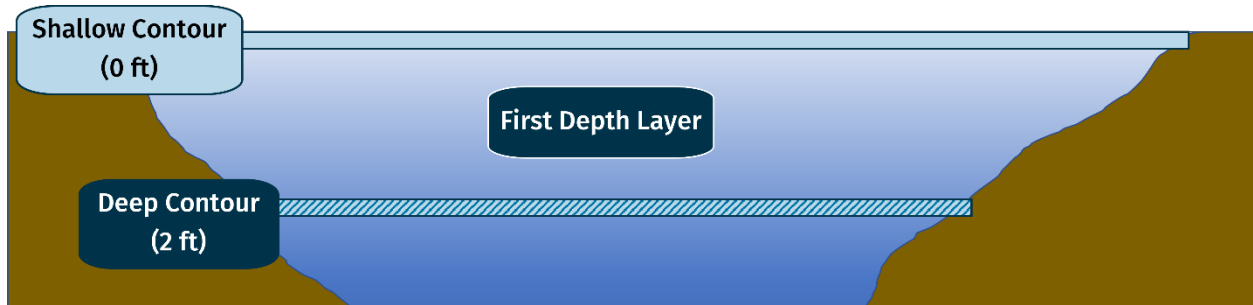 Shallow Contour
(0 ft)
First Depth Layer
Deep Contour
(2 ft)